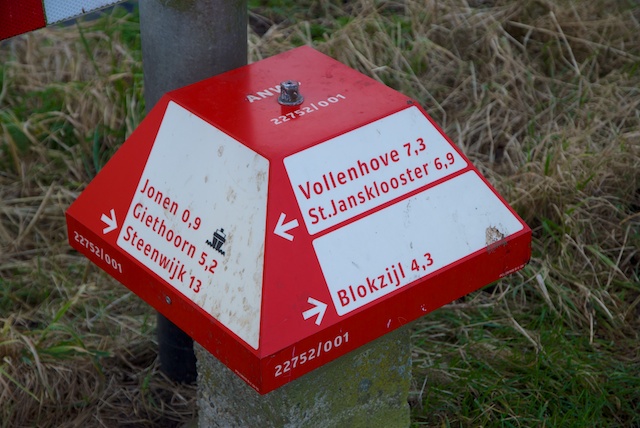 ANWB
22752/001
Jonen 0,9
Giethoorn 5,2
Steenwijk 13
22752/001
Vollenhove 7,3
St.Jansklooster 6,9
Blokzijl 4,3
22752/001